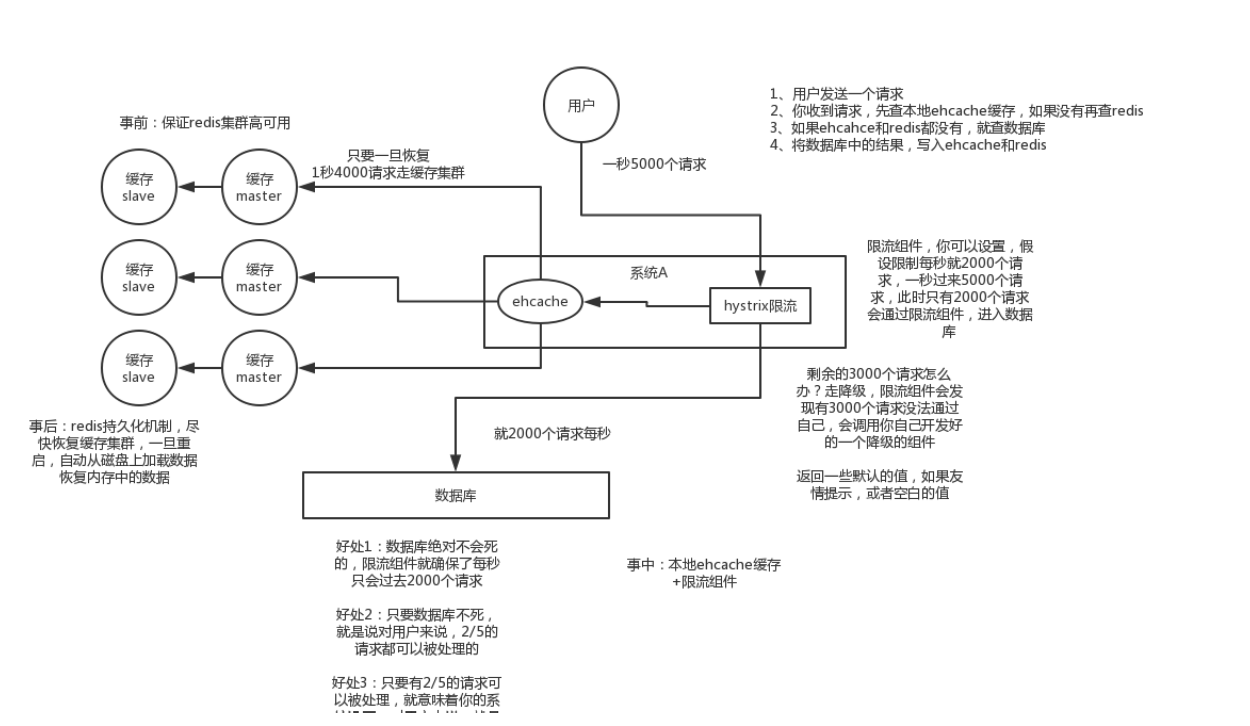 用户
1、用户发送一个请求
2、你收到请求，先查本地ehcache缓存，如果没有再查redis
3、如果ehcahce和redis都没有，就查数据库
4、将数据库中的结果，写入ehcache和redis
事前：保证redis集群高可用
只要一旦恢复
1秒4000请求走缓存集群
一秒5000个请求
缓存
slave
缓存
master
缓存
slave
缓存
master
缓存
slave
缓存
master
系统A
ehcache
hystrix限流
限流组件，你可以设置，假
设限制每秒就2000个请
求，一秒过来5000个请
求，此时只有2000个请求
会通过限流组件，进入数据
库
剩余的3000个请求怎么
办？走降级，限流组件会发
现有3000个请求没法通过
自己，会调用你自己开发好
的一个降级的组件
返回一些默认的值，如果友
情提示，或者空白的值
事后：redis持久化机制，尽
快恢复缓存集群，一旦重
启，自动从磁盘上加载数据
恢复内存中的数据
就2000个请求每秒
数据库
好处1：数据库绝对不会死
的，限流组件就确保了每秒
只会过去2000个请求
事中：本地ehcache缓存
+限流组件
好处2：只要数据库不死，
就是说对用户来说，2/5的
请求都可以被处理的
好处3：只要有2/5的请求可
以被处理，就意味着你的系